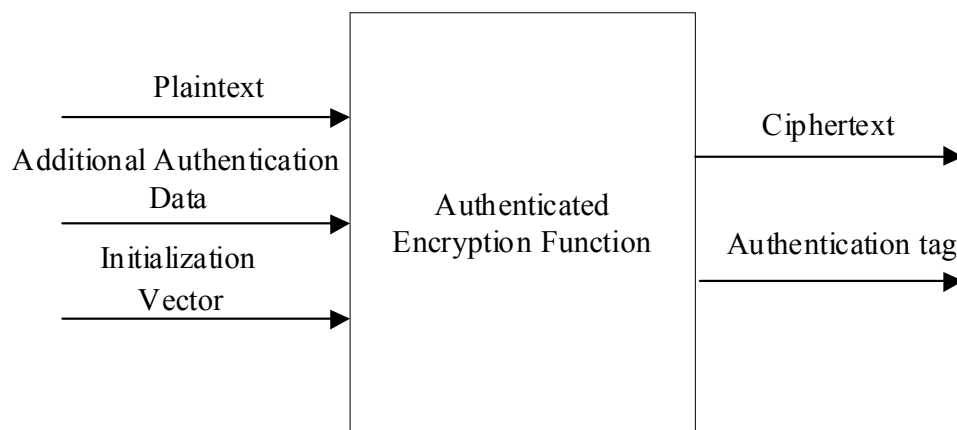 Plaintext
Additional Authentication
Data
Initialization
Vector
Authenticated
Encryption Function
Ciphertext
Authentication tag